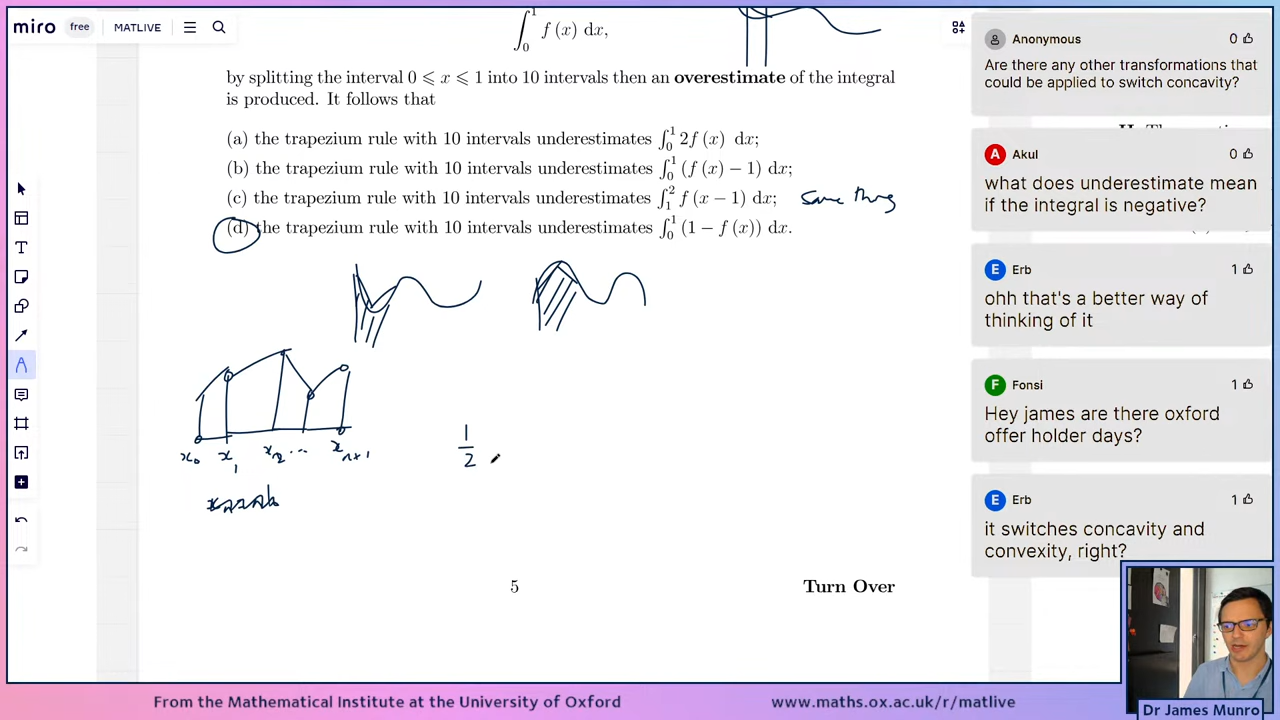 miro free MATLIVE
∫₀¹ f (x) dx,
by splitting the interval 0 ⩽ x ⩽ 1 into 10 intervals then an overestimate of the integral
is produced. It follows that
(a) the trapezium rule with 10 intervals underestimates ∫₀¹ 2f (x) dx;
(b) the trapezium rule with 10 intervals underestimates ∫₀¹ (f (x) − 1) dx;
(c) the trapezium rule with 10 intervals underestimates ∫₁² f (x − 1) dx; same thing
(d) the trapezium rule with 10 intervals underestimates ∫₀¹ (1 − f (x)) dx.
x₀ x₁ x₂ ... xₙ₊₁
1/2
5 Turn Over
Anonymous 0
Are there any other transformations that
could be applied to switch concavity?
A Akul 0
what does underestimate mean
if the integral is negative?
E Erb 1
ohh that's a better way of
thinking of it
F Fonsi 1
Hey james are there oxford
offer holder days?
E Erb 1
it switches concavity and
convexity, right?
From the Mathematical Institute at the University of Oxford www.maths.ox.ac.uk/r/matlive
Dr James Munro